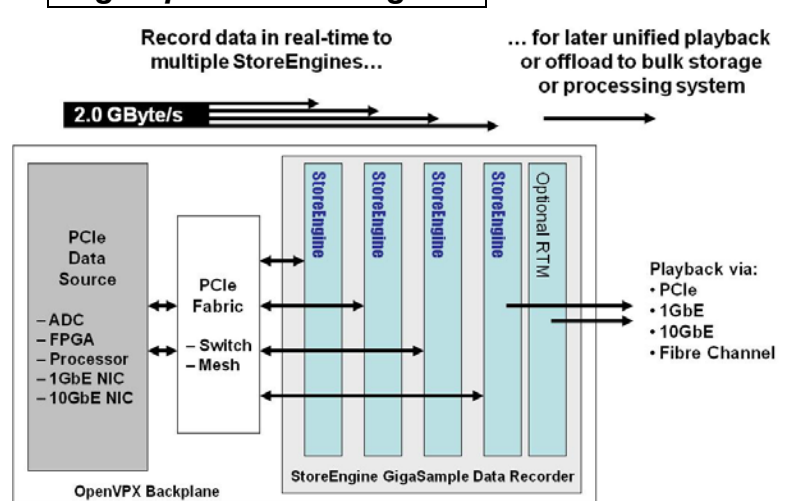 Record data in real-time to
multiple StoreEngines…
… for later unified playback
or offload to bulk storage
or processing system
2.0 GByte/s
PCIe
Data
Source
– ADC
– FPGA
– Processor
– 1GbE NIC
– 10GbE NIC
PCIe
Fabric
– Switch
– Mesh
StoreEngine
StoreEngine
StoreEngine
StoreEngine
Optional RTM
Playback via:
• PCIe
• 1GbE
• 10GbE
• Fibre Channel
StoreEngine GigaSample Data Recorder
OpenVPX Backplane